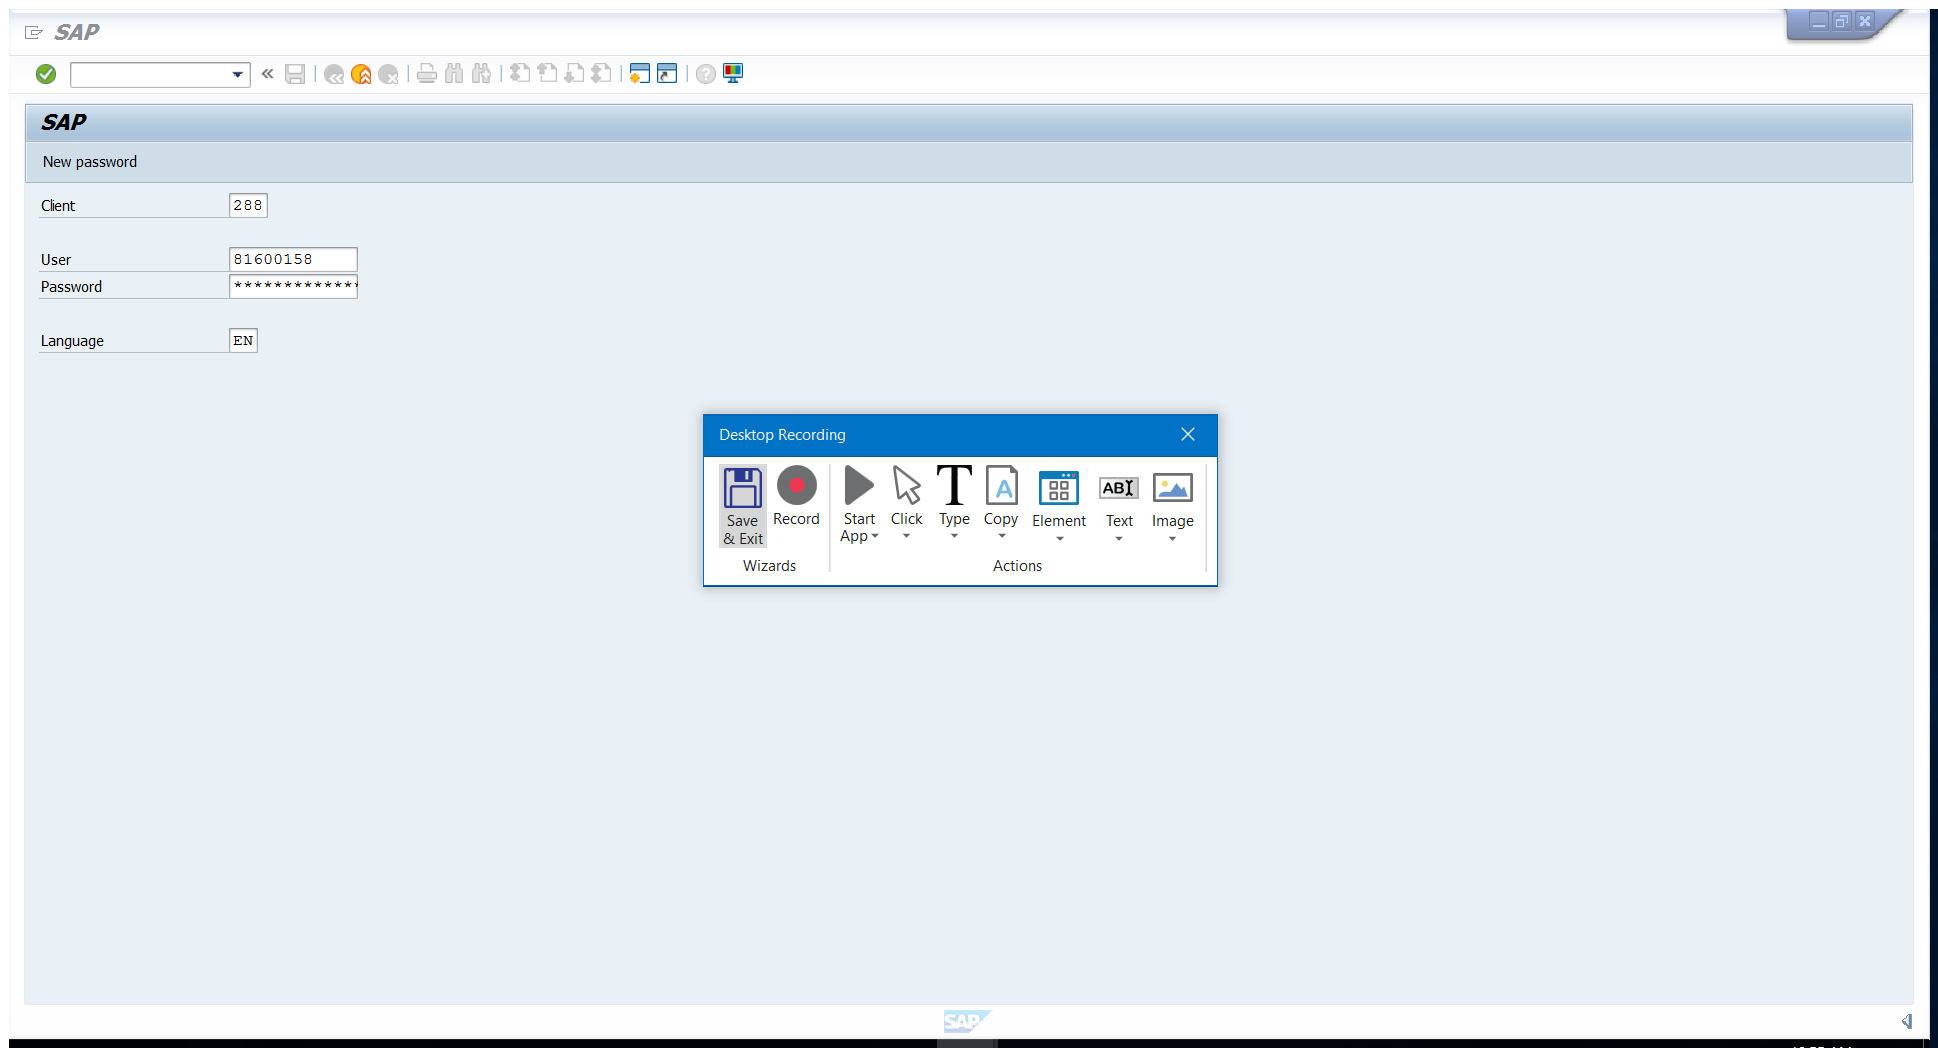 SAP
SAP
New password
Client 288
User 81600158
Password *************
Language EN
Desktop Recording
Save & Exit
Record
Start App
Click
Type
Copy
Element
ABI
Text
Image
Wizards
Actions
SAP